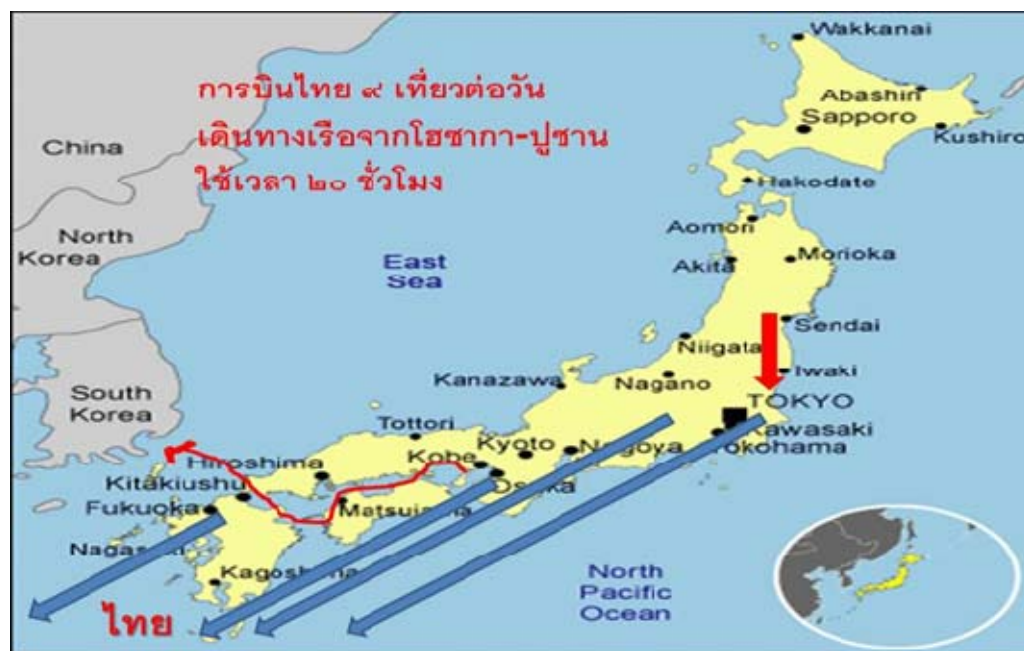 การบินไทย ๙ เที่ยวต่อวัน
เดินทางเรือจากโฮซากา-ปูซาน
ใช้เวลา ๒๐ ชั่วโมง
Wakkanai
Abashiri
Sapporo
Kushiro
Hakodate
China
North
Korea
Aomori
Akita
Morioka
East
Sea
Sendai
Niigata
Iwaki
Nagano
Kanazawa
South
Korea
TOKYO
Kawasaki
Yokohama
Tottori
Kyoto
Nagoya
Kobe
Osaka
Hiroshima
Kitakiushu
Matsuyama
Fukuoka
Nagasaki
Kagoshima
North
Pacific
Ocean
ไทย